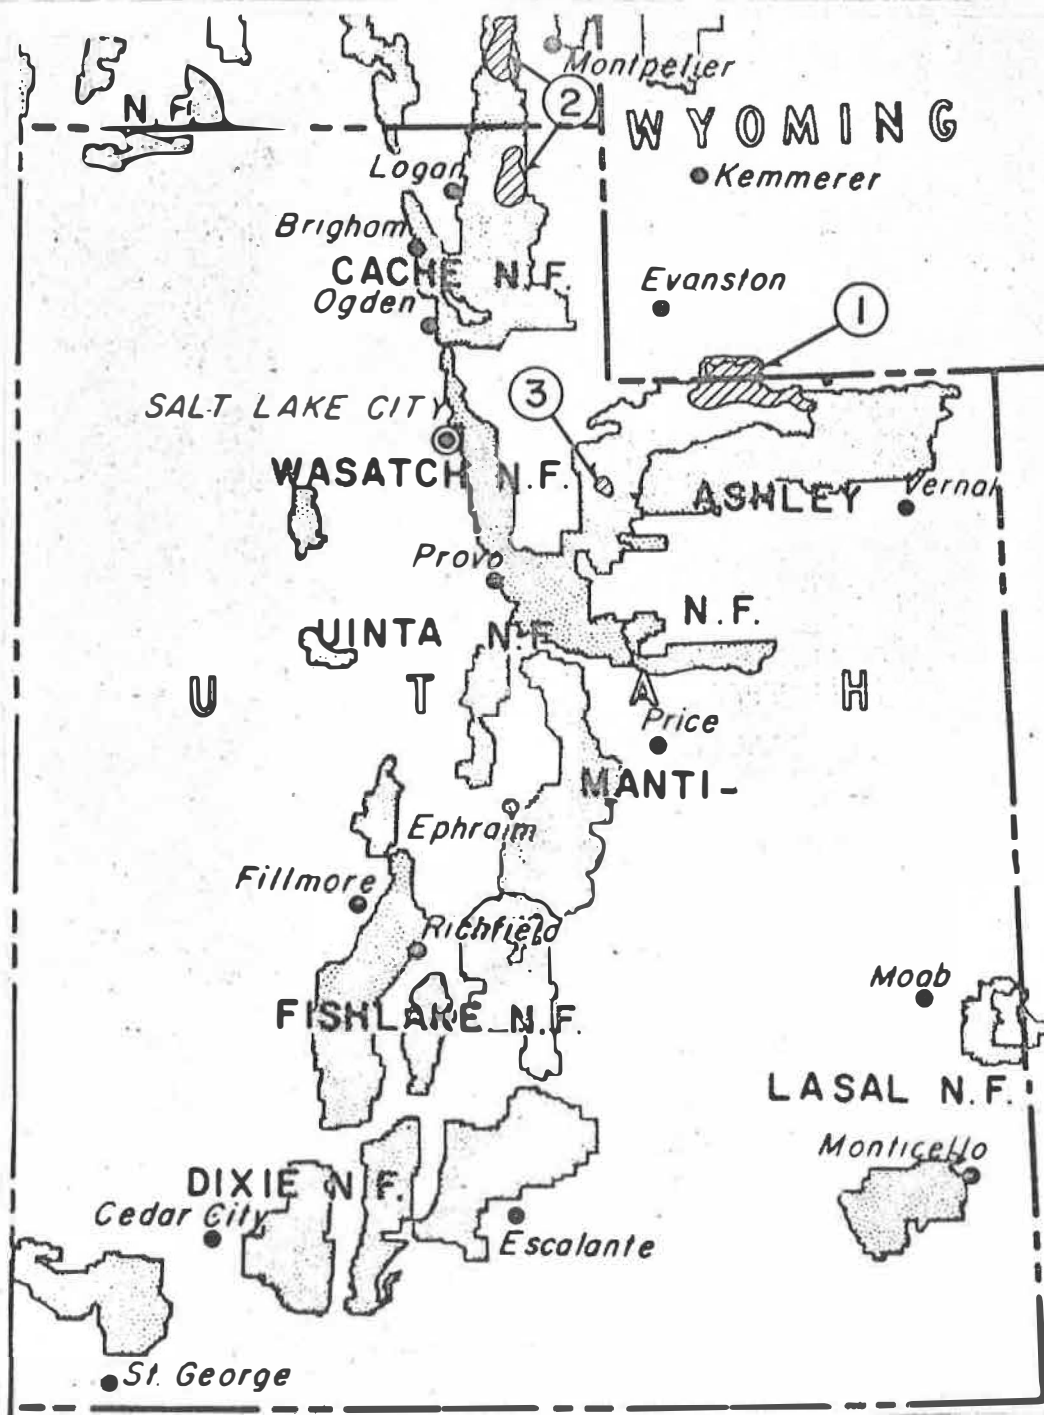 Montpelier
2
N. F.
WYOMING
Logan
Kemmerer
Brigham
CACHE N.F.
Evanston
Ogden
1
3
SALT LAKE CITY
WASATCH N.F.
ASHLEY
Vernal
Provo
N.F.
UINTA N.F.
U T A H
Price
MANTI-
Ephraim
Fillmore
Richfield
Moab
FISHLAKE N.F.
LASAL N.F.
Monticello
DIXIE N.F.
Cedar City
Escalante
St. George